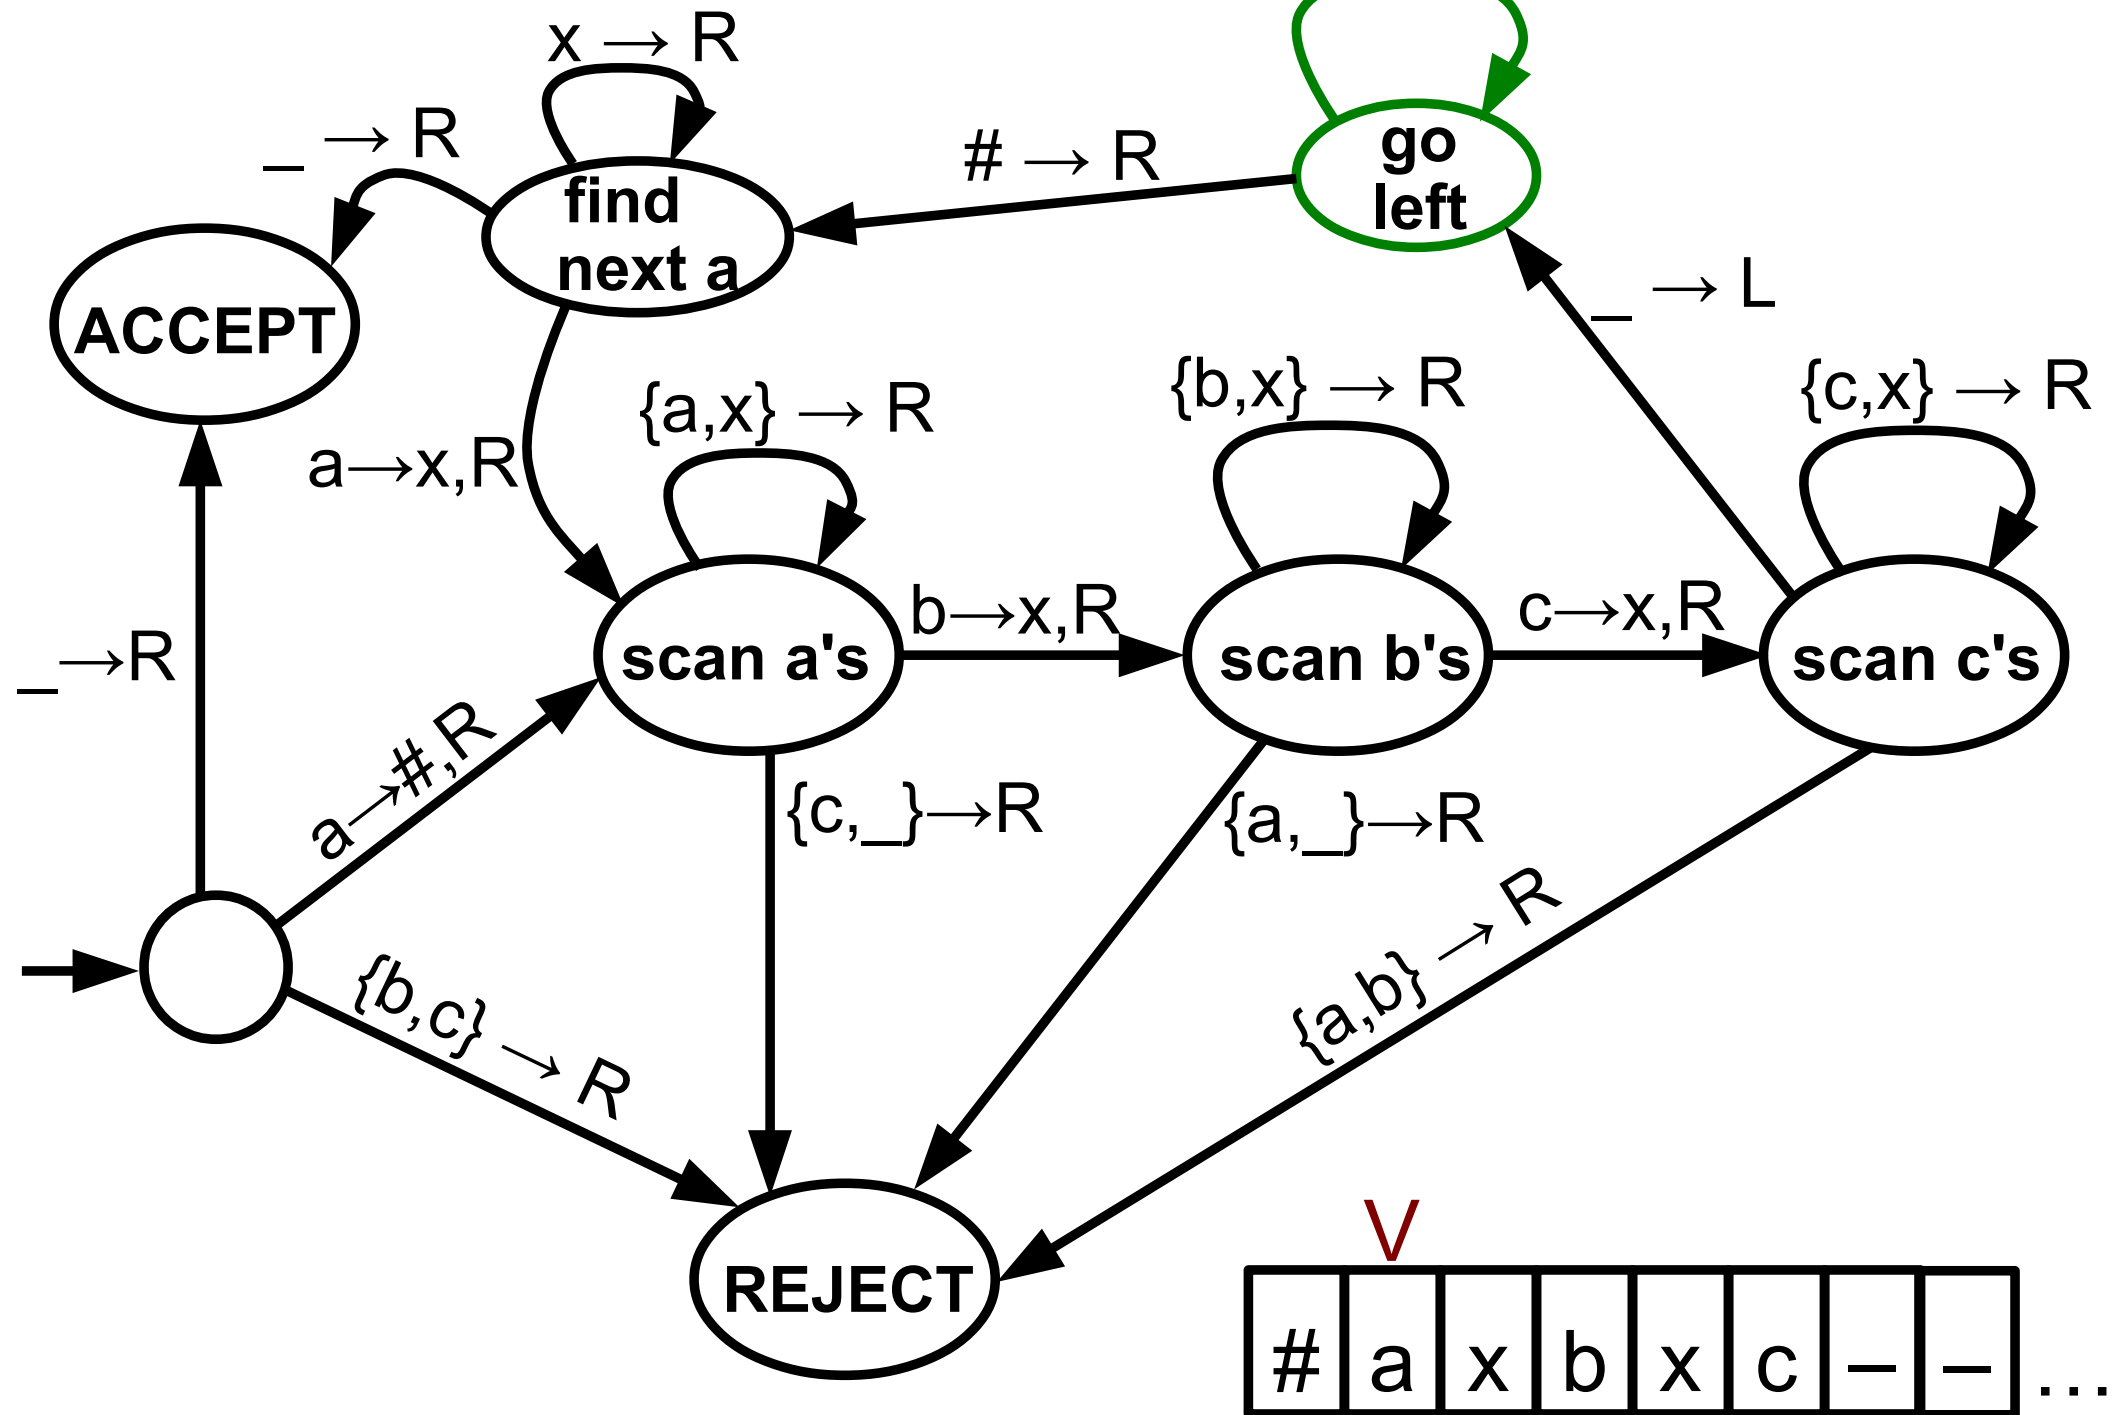 x → R
_ → R
find
next a
# → R
go
left
ACCEPT
_ → L
{a,x} → R
{b,x} → R
{c,x} → R
a→x,R
b→x,R
c→x,R
_→R
scan a's
scan b's
scan c's
a→#,R
{c,_}→R
{a,_}→R
{a,b} → R
{b,c} → R
REJECT
V
# a x b x c _ _ ...